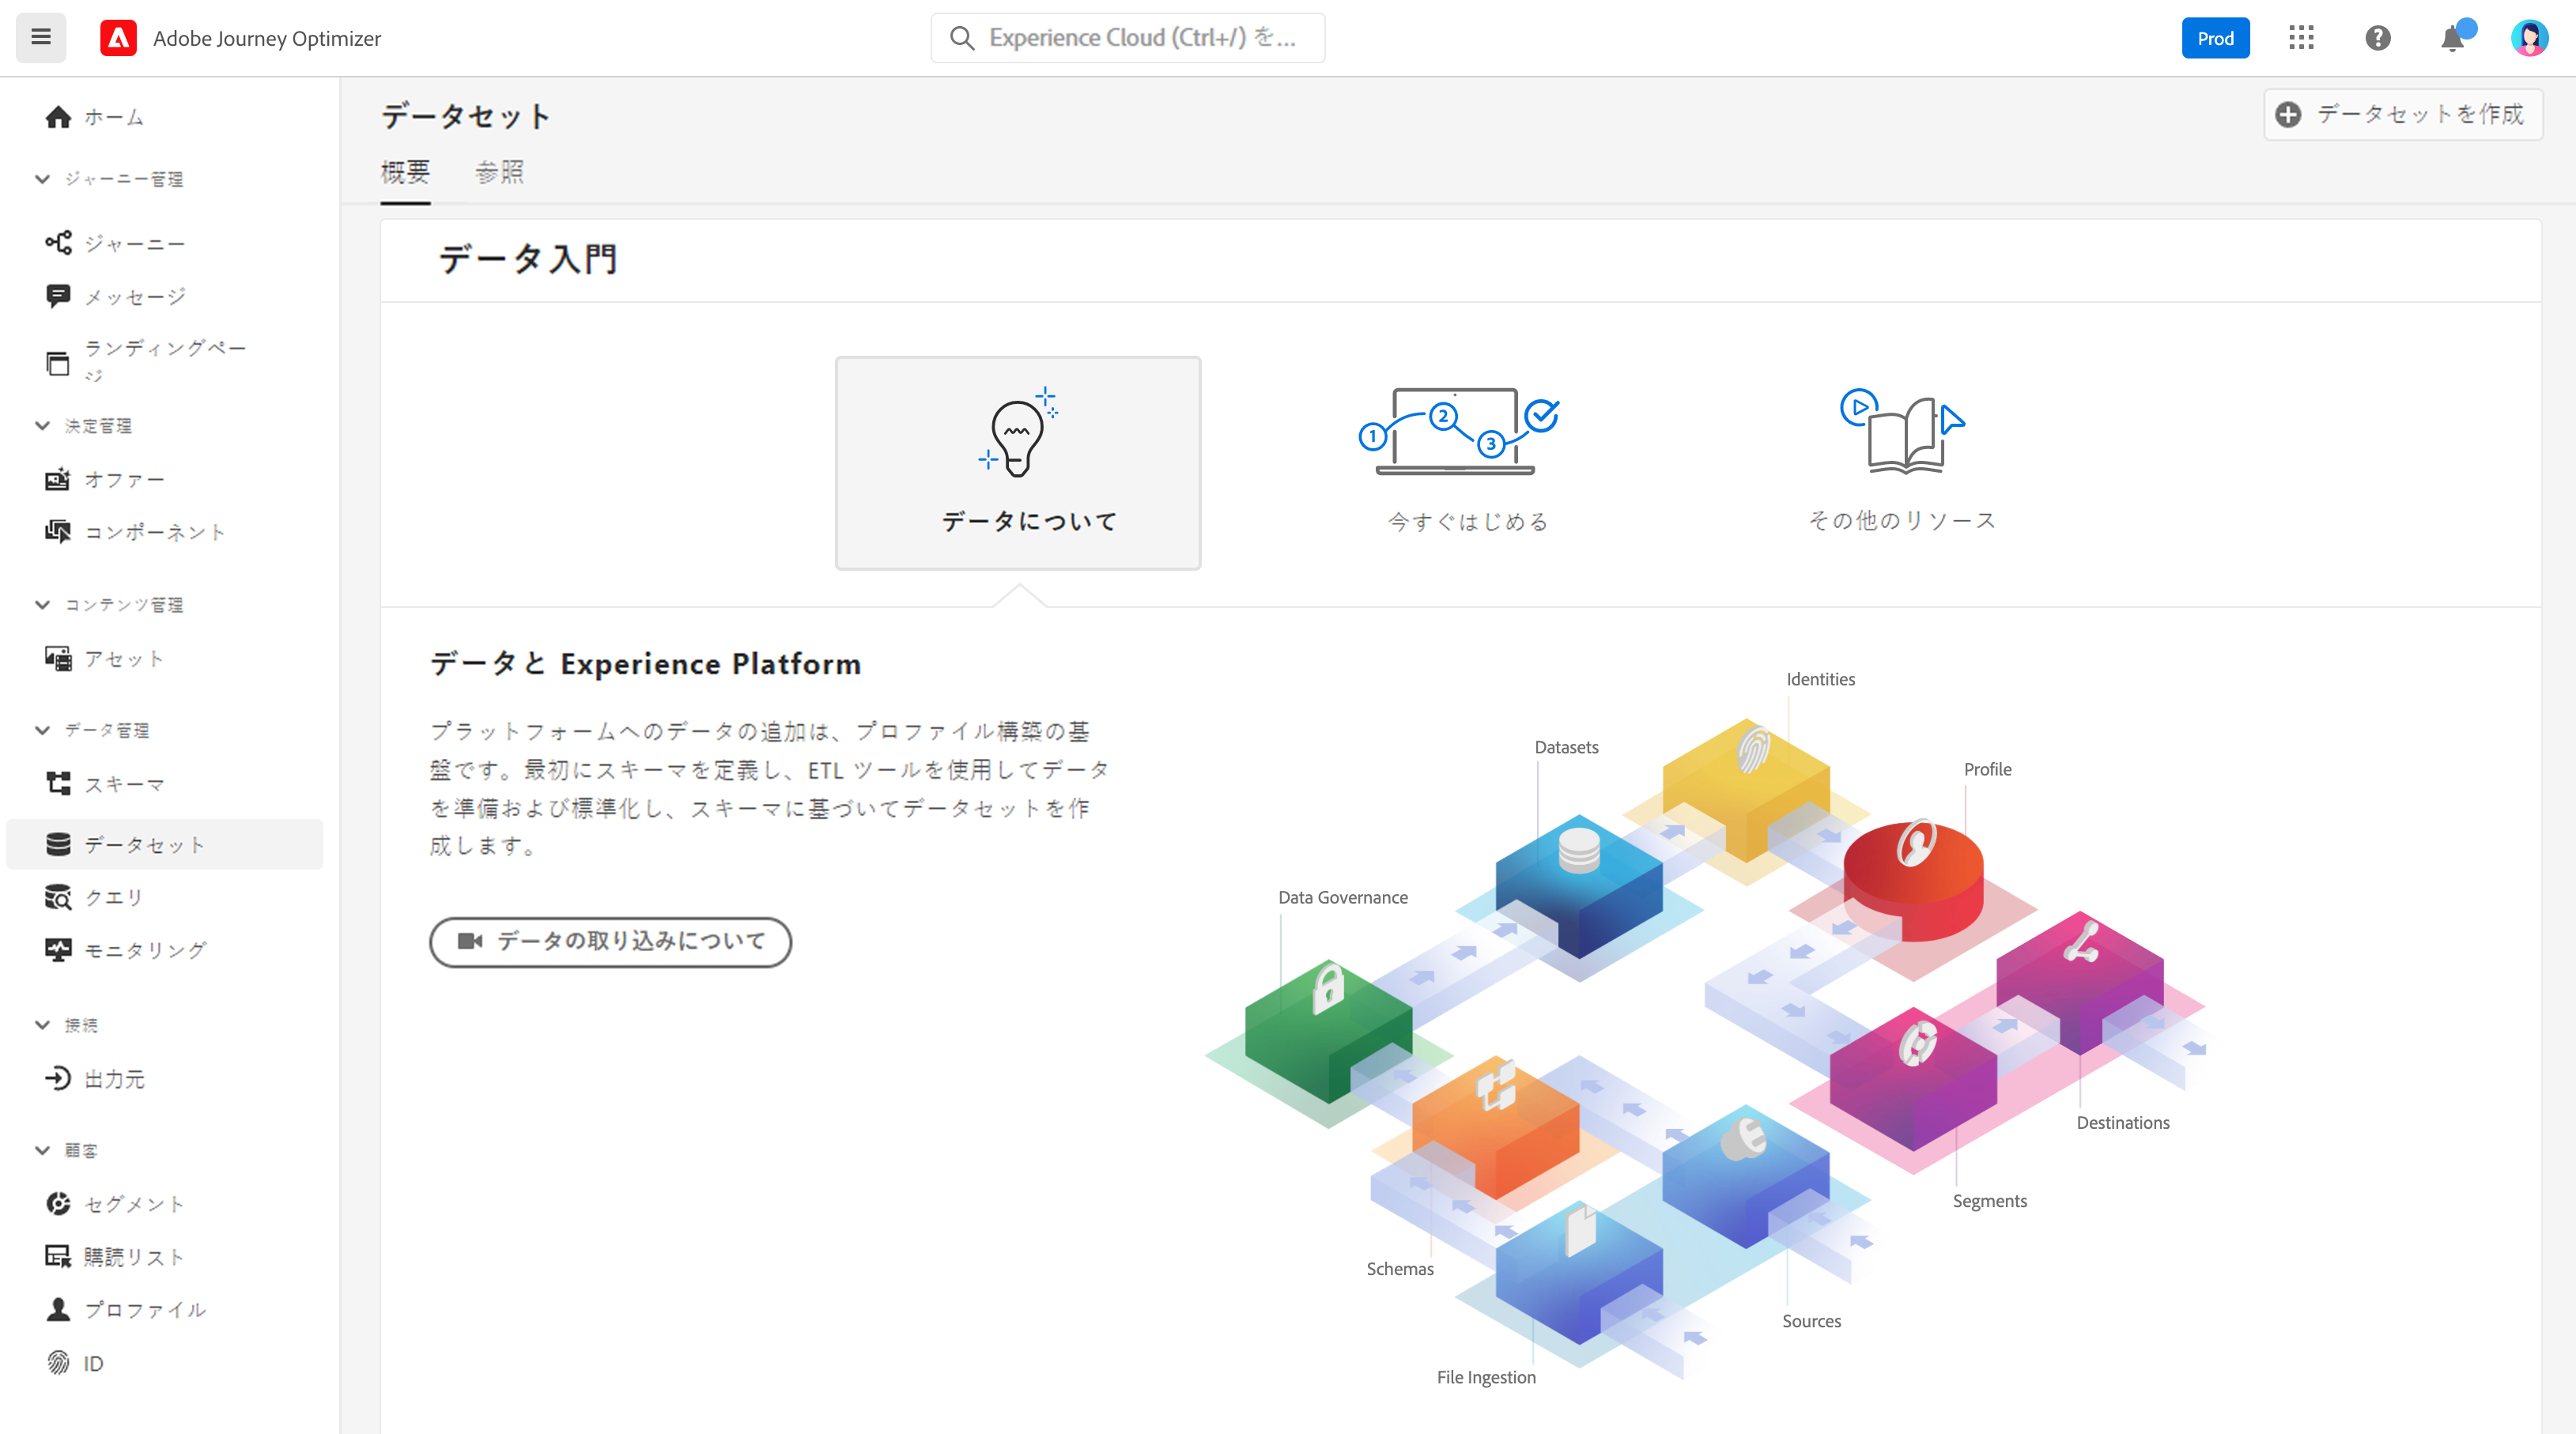 Adobe Journey Optimizer
Experience Cloud (Ctrl+/) を...
Prod
ホーム
ジャーニー管理
ジャーニー
メッセージ
ランディングペー
ジ
決定管理
オファー
コンポーネント
コンテンツ管理
アセット
データ管理
スキーマ
データセット
クエリ
モニタリング
接続
出力元
顧客
セグメント
購読リスト
プロファイル
ID
データセット
データセットを作成
概要
参照
データ入門
データについて
1
2
3
今すぐはじめる
その他のリソース
データと Experience Platform
プラットフォームへのデータの追加は、プロファイル構築の基
盤です。最初にスキーマを定義し、ETL ツールを使用してデータ
を準備および標準化し、スキーマに基づいてデータセットを作
成します。
データの取り込みについて
Identities
Datasets
Profile
Data Governance
Destinations
Segments
Schemas
Sources
File Ingestion